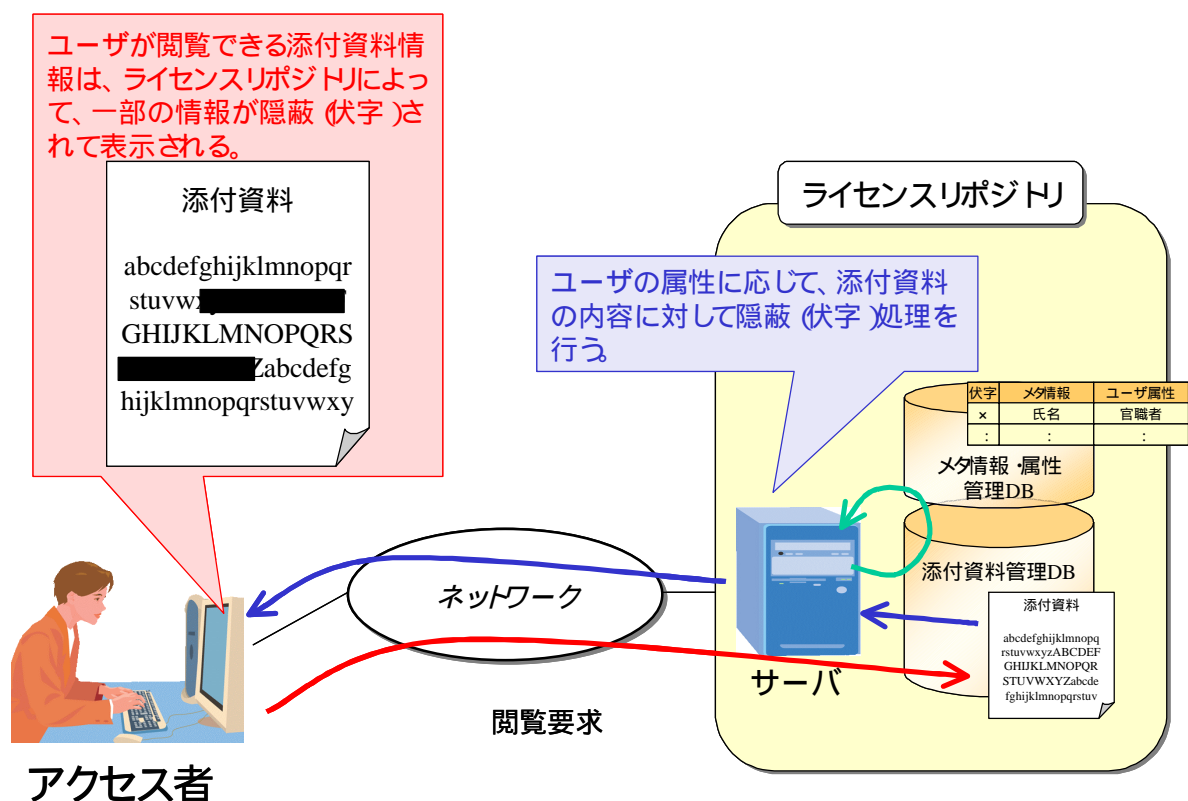 ユーザが閲覧できる添付資料情
報は、ライセンスリポジトリによっ
て、一部の情報が隠蔽(伏字)さ
れて表示される。
添付資料
abcdefghijklmnopqr
stuvwx
GHIJKLMNOPQRS
Zabcdefg
hijklmnopqrstuvwxy
ライセンスリポジトリ
ユーザの属性に応じて、添付資料
の内容に対して隠蔽(伏字)処理を
行う。
伏字 メタ情報 ユーザ属性
× 氏名 官職者
: : :
メタ情報・属性
管理DB
添付資料管理DB
添付資料
abcdefghijklmnopq
rstuvwxyzABCDEF
GHIJKLMNOPQR
STUVWXYZabcde
fghijklmnopqrstuv
ネットワーク
サーバ
閲覧要求
アクセス者